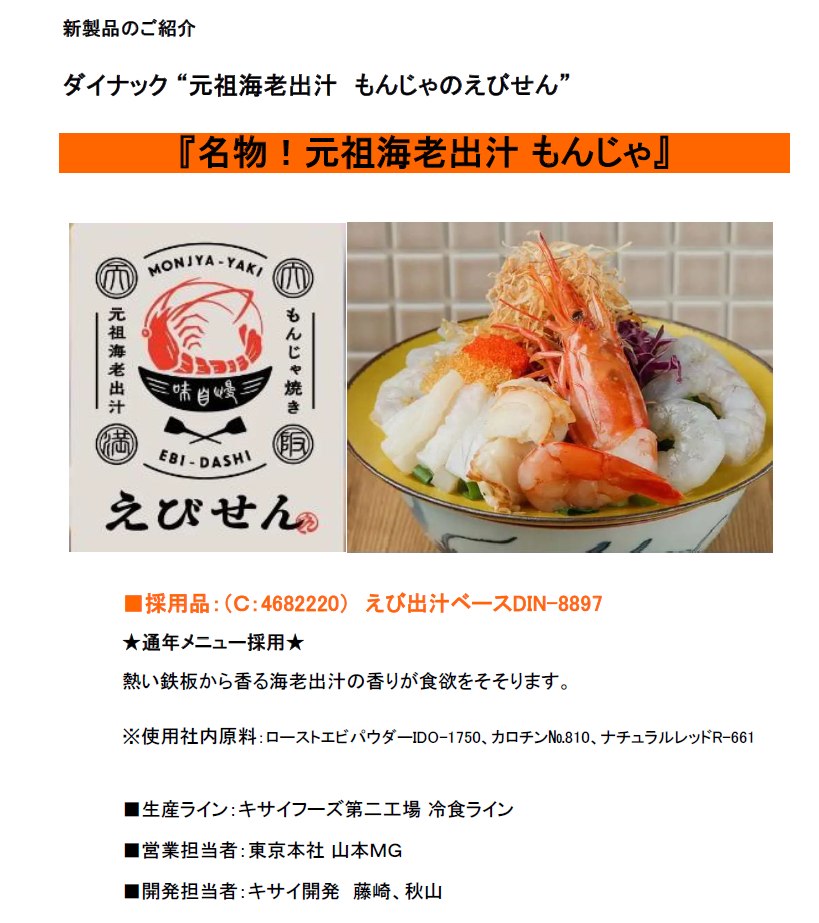 新製品のご紹介
ダイナック “元祖海老出汁　もんじゃのえびせん”
『名物！元祖海老出汁 もんじゃ』
MONJYA-YAKI
元祖海老出汁
もんじゃ焼き
味自慢
満
阪
EBI-DASHI
えびせん
■採用品：（C：4682220）　えび出汁ベースDIN-8897
★通年メニュー採用★
熱い鉄板から香る海老出汁の香りが食欲をそそります。
※使用社内原料：ローストエビパウダーIDO-1750、カロチン№810、ナチュラルレッドR-661
■生産ライン：キサイフーズ第二工場 冷食ライン
■営業担当者：東京本社 山本MG
■開発担当者：キサイ開発　藤崎、秋山